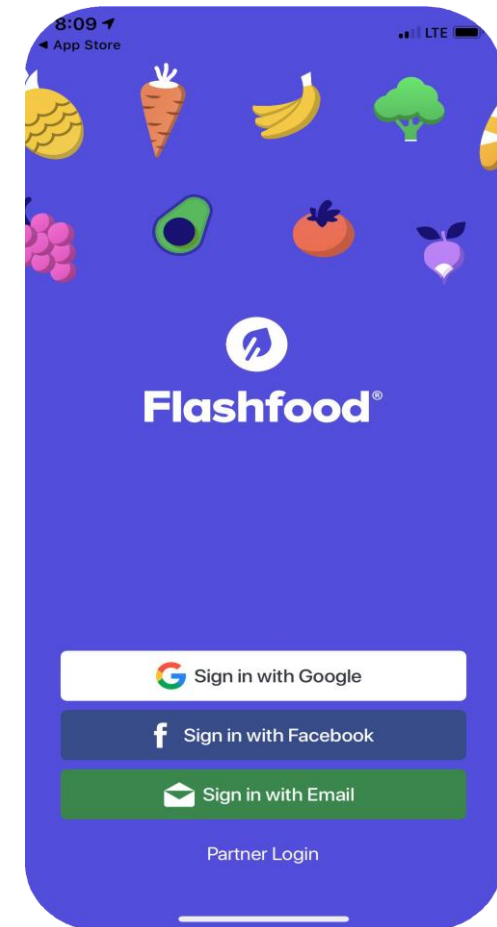 8:09
◀ App Store
LTE
Flashfood®
Sign in with Google
Sign in with Facebook
Sign in with Email
Partner Login